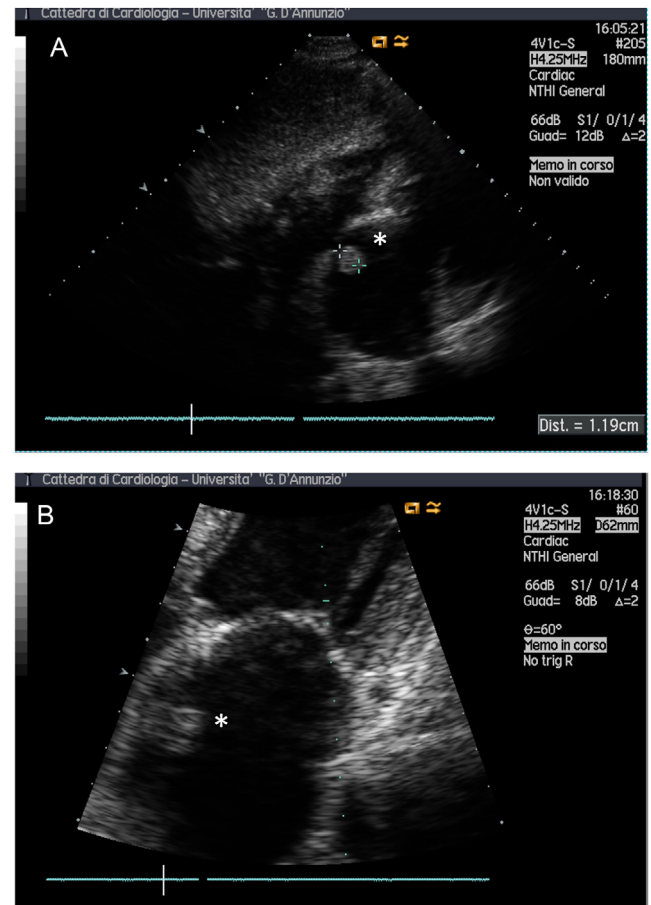 Cattedra di Cardiologia – Universita' "G. D'Annunzio"
A
16:05:21
4V1c–S #205
H4.25MHz 180mm
Cardiac
NTHI General
66dB S1/ 0/1/4
Guad= 12dB Δ=2
Memo in corso
Non valido
*
Dist. = 1.19cm
Cattedra di Cardiologia – Universita' "G. D'Annunzio"
B
16:18:30
4V1c–S #60
H4.25MHz D62mm
Cardiac
NTHI General
66dB S1/ 0/1/4
Guad= 8dB Δ=2
Θ=60°
Memo in corso
No trig R
*